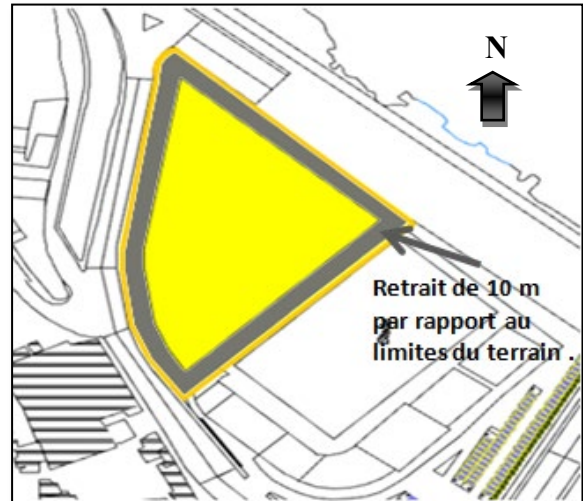 N
Retrait de 10 m
par rapport au
limites du terrain .